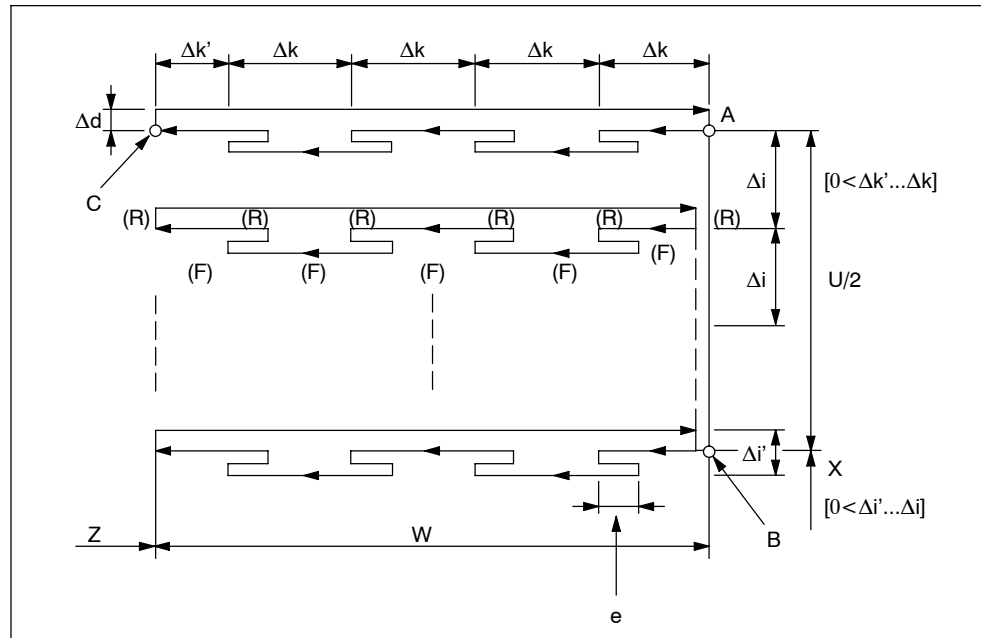 Δk' Δk Δk Δk Δk
Δd
A
C
Δi [0<Δk'...Δk]
(R) (R) (R) (R) (R) (R)
(F) (F) (F) (F) (F)
Δi U/2
Δi' X
[0<Δi'...Δi]
Z W B
e